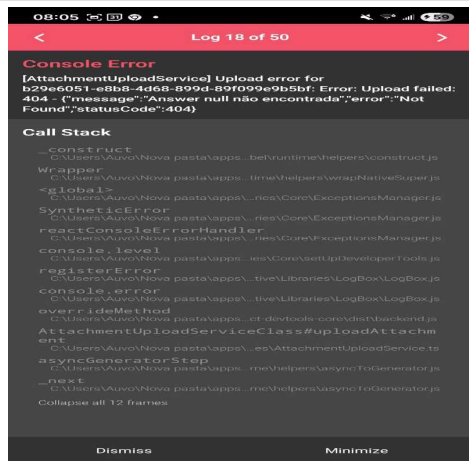 08:05
Log 18 of 50
Console Error
[AttachmentUploadService] Upload error for
b29e6051-e8b8-4d68-899d-89f099e9b5bf: Error: Upload failed:
404 - {"message":"Answer null não encontrada","error":"Not
Found","statusCode":404}
Call Stack
_construct
C:\Users\Auvo\Nova pasta\apps...bel\runtime\helpers\construct.js
Wrapper
C:\Users\Auvo\Nova pasta\apps...time\helpers\wrapNativeSuper.js
<global>
C:\Users\Auvo\Nova pasta\apps...ries\Core\ExceptionsManager.js
SyntheticError
C:\Users\Auvo\Nova pasta\apps...ries\Core\ExceptionsManager.js
reactConsoleErrorHandler
C:\Users\Auvo\Nova pasta\apps...ries\Core\ExceptionsManager.js
console.level
C:\Users\Auvo\Nova pasta\apps...es\Core\setUpDeveloperTools.js
registerError
C:\Users\Auvo\Nova pasta\apps...tive\Libraries\LogBox\LogBox.js
console.error
C:\Users\Auvo\Nova pasta\apps...tive\Libraries\LogBox\LogBox.js
overrideMethod
C:\Users\Auvo\Nova pasta\apps...ct-devtools-core\dist\backend.js
AttachmentUploadServiceClass#uploadAttachm
ent
C:\Users\Auvo\Nova pasta\apps...es\AttachmentUploadService.ts
asyncGeneratorStep
C:\Users\Auvo\Nova pasta\apps...me\helpers\asyncToGenerator.js
_next
C:\Users\Auvo\Nova pasta\apps...me\helpers\asyncToGenerator.js
Collapse all 12 frames
Dismiss
Minimize